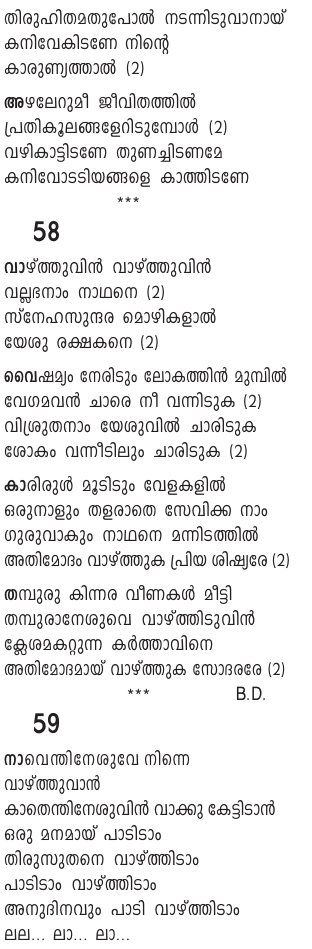 തിരുഹിതമതുപോൽ നടന്നിടുവാനായ്
കനിവേകിടണേ നിന്റെ
കാരുണ്യത്താൽ (2)
അഴലേറുമീ ജീവിതത്തിൽ
പ്രതികൂലങ്ങളേറിടുമ്പോൾ (2)
വഴികാട്ടിടണേ തുണച്ചിടണമേ
കനിവോടടിയങ്ങളെ കാത്തിടണേ
***
58
വാഴ്ത്തുവിൻ വാഴ്ത്തുവിൻ
വല്ലഭനാം നാഥനെ (2)
സ്നേഹസുന്ദര മൊഴികളാൽ
യേശു രക്ഷകനെ (2)
വൈഷമ്യം നേരിടും ലോകത്തിൻ മുമ്പിൽ
വേഗമവൻ ചാരെ നീ വന്നിടുക (2)
വിശ്രുതനാം യേശുവിൽ ചാരിടുക
ശോകം വന്നീടിലും ചാരിടുക (2)
കാരിരുൾ മൂടിടും വേളകളിൽ
ഒരുനാളും തളരാതെ സേവിക്ക നാം
ഗുരുവാകും നാഥനെ മന്നിടത്തിൽ
അതിമോദം വാഴ്ത്തുക പ്രിയ ശിഷ്യരേ (2)
തമ്പുരു കിന്നര വീണകൾ മീട്ടി
തമ്പുരാനേശുവെ വാഴ്ത്തിടുവിൻ
ക്ലേശമകറ്റുന്ന കർത്താവിനെ
അതിമോദമായ് വാഴ്ത്തുക സോദരരേ (2)
*** B.D.
59
നാവെന്തിനേശുവേ നിന്നെ
വാഴ്ത്തുവാൻ
കാതെന്തിനേശുവിൻ വാക്കു കേട്ടിടാൻ
ഒരു മനമായ് പാടിടാം
തിരുസുതനെ വാഴ്ത്തിടാം
പാടിടാം വാഴ്ത്തിടാം
അനുദിനവും പാടി വാഴ്ത്തിടാം
ലല... ലാ... ലാ...